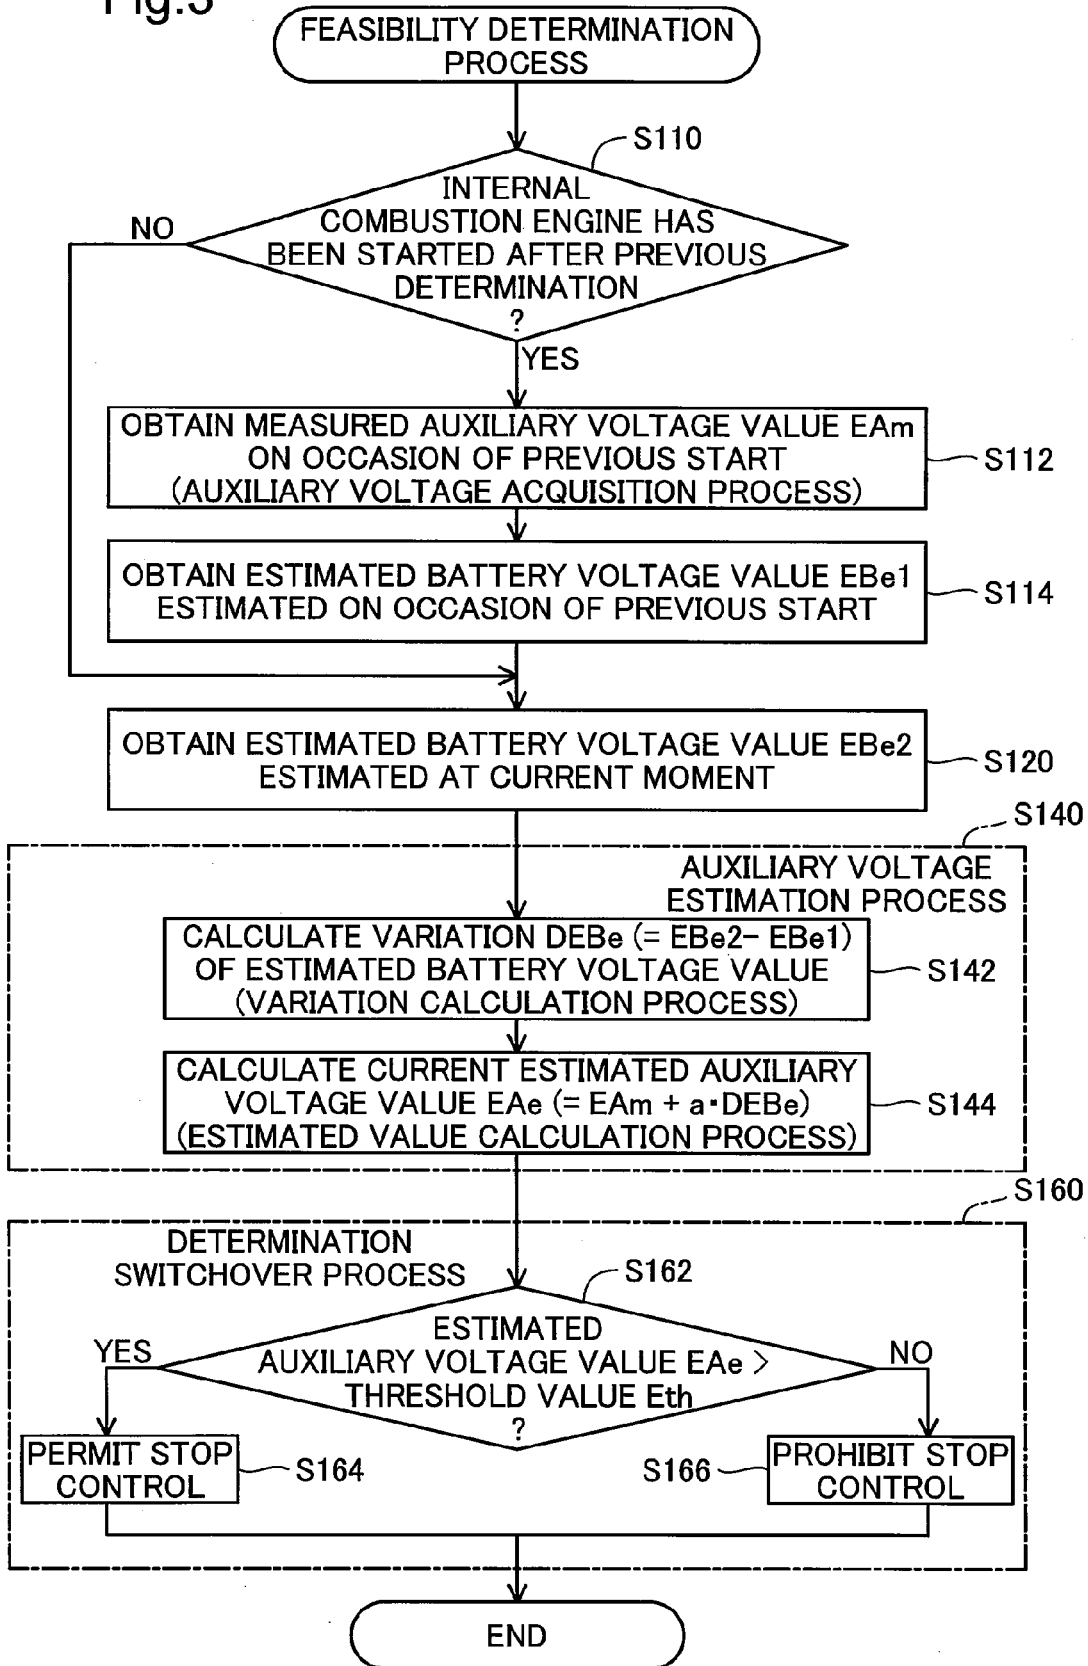 Fig.3
FEASIBILITY DETERMINATION
PROCESS
S110
INTERNAL
COMBUSTION ENGINE HAS
BEEN STARTED AFTER PREVIOUS
DETERMINATION
?
NO
YES
OBTAIN MEASURED AUXILIARY VOLTAGE VALUE EAm
ON OCCASION OF PREVIOUS START
(AUXILIARY VOLTAGE ACQUISITION PROCESS)
S112
OBTAIN ESTIMATED BATTERY VOLTAGE VALUE EBe1
ESTIMATED ON OCCASION OF PREVIOUS START
S114
OBTAIN ESTIMATED BATTERY VOLTAGE VALUE EBe2
ESTIMATED AT CURRENT MOMENT
S120
S140
AUXILIARY VOLTAGE
ESTIMATION PROCESS
CALCULATE VARIATION DEBe (= EBe2- EBe1)
OF ESTIMATED BATTERY VOLTAGE VALUE
(VARIATION CALCULATION PROCESS)
S142
CALCULATE CURRENT ESTIMATED AUXILIARY
VOLTAGE VALUE EAe (= EAm + a・DEBe)
(ESTIMATED VALUE CALCULATION PROCESS)
S144
S160
DETERMINATION
SWITCHOVER PROCESS
S162
ESTIMATED
AUXILIARY VOLTAGE VALUE EAe >
THRESHOLD VALUE Eth
?
YES
NO
PERMIT STOP
CONTROL
S164
S166
PROHIBIT STOP
CONTROL
END